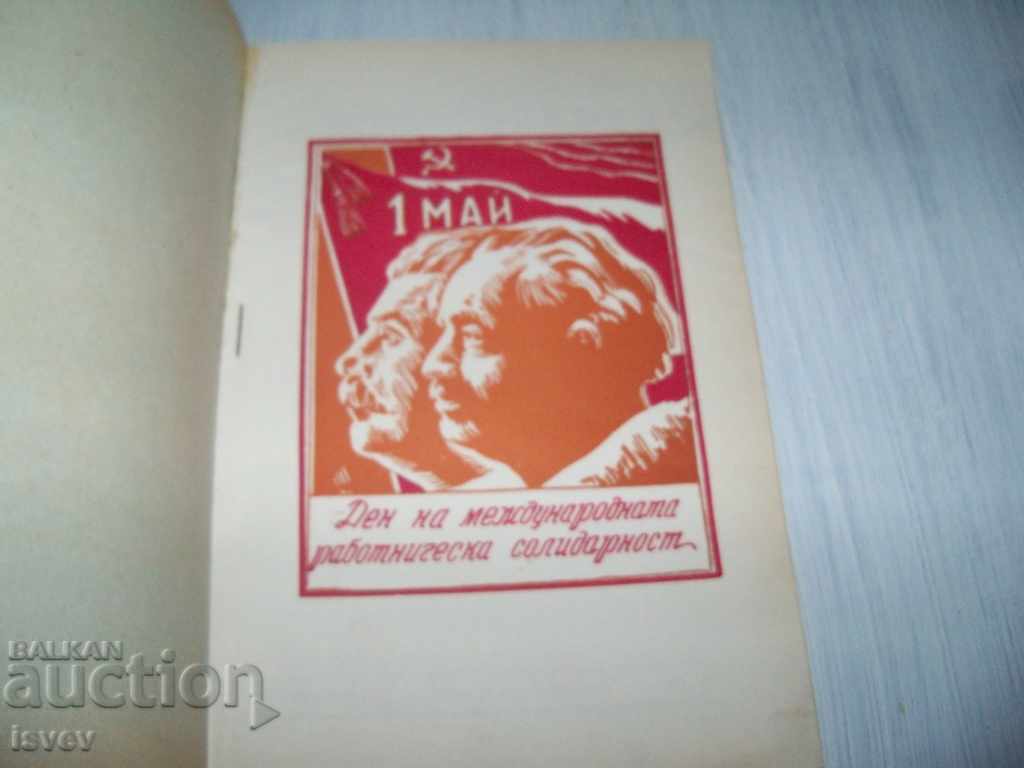 1 МАЙ
Ден на международната
работническа солидарност
BALKAN
auction
isvev